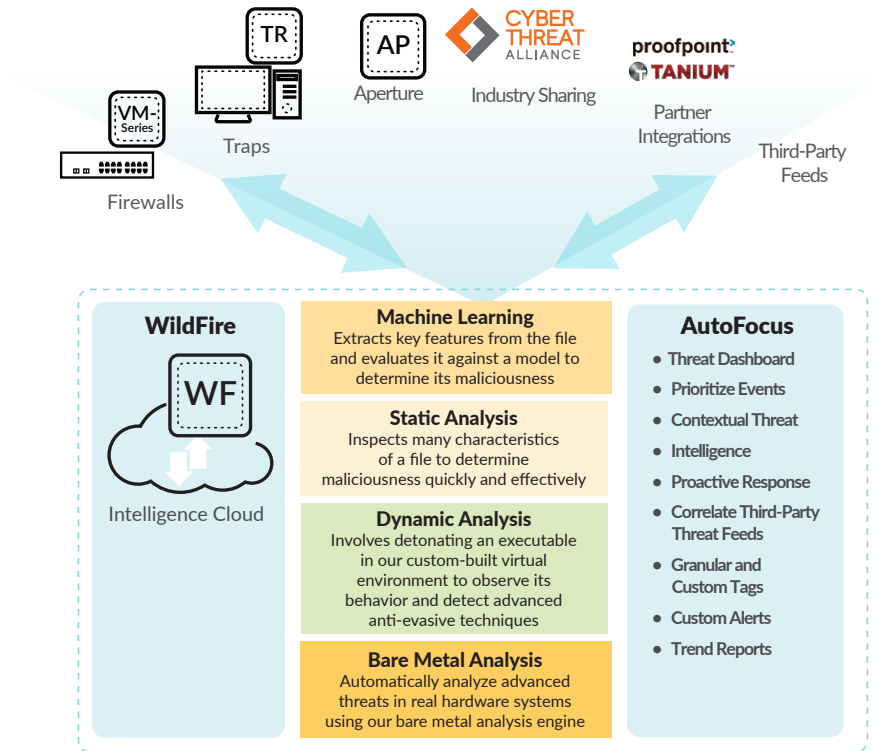 TR
AP
CYBER
THREAT
ALLIANCE
proofpoint
TANIUM™
VM-
Series
Firewalls
Traps
Aperture
Industry Sharing
Partner
Integrations
Third-Party
Feeds
WildFire
WF
Intelligence Cloud
Machine Learning
Extracts key features from the file
and evaluates it against a model to
determine its maliciousness
Static Analysis
Inspects many characteristics
of a file to determine
maliciousness quickly and effectively
Dynamic Analysis
Involves detonating an executable
in our custom-built virtual
environment to observe its
behavior and detect advanced
anti-evasive techniques
Bare Metal Analysis
Automatically analyze advanced
threats in real hardware systems
using our bare metal analysis engine
AutoFocus
• Threat Dashboard
• Prioritize Events
• Contextual Threat
• Intelligence
• Proactive Response
• Correlate Third-Party
Threat Feeds
• Granular and
Custom Tags
• Custom Alerts
• Trend Reports